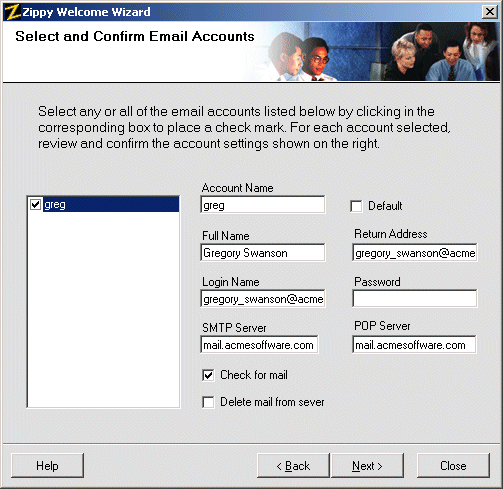 Zippy Welcome Wizard
Select and Confirm Email Accounts
Select any or all of the email accounts listed below by clicking in the
corresponding box to place a check mark. For each account selected,
review and confirm the account settings shown on the right.
greg
Account Name
greg
Default
Full Name
Gregory Swanson
Return Address
gregory_swanson@acme
Login Name
gregory_swanson@acme
Password
SMTP Server
mail.acmesoffware.com
POP Server
mail.acmesoffware.com
Check for mail
Delete mail from sever
Help
< Back
Next >
Close